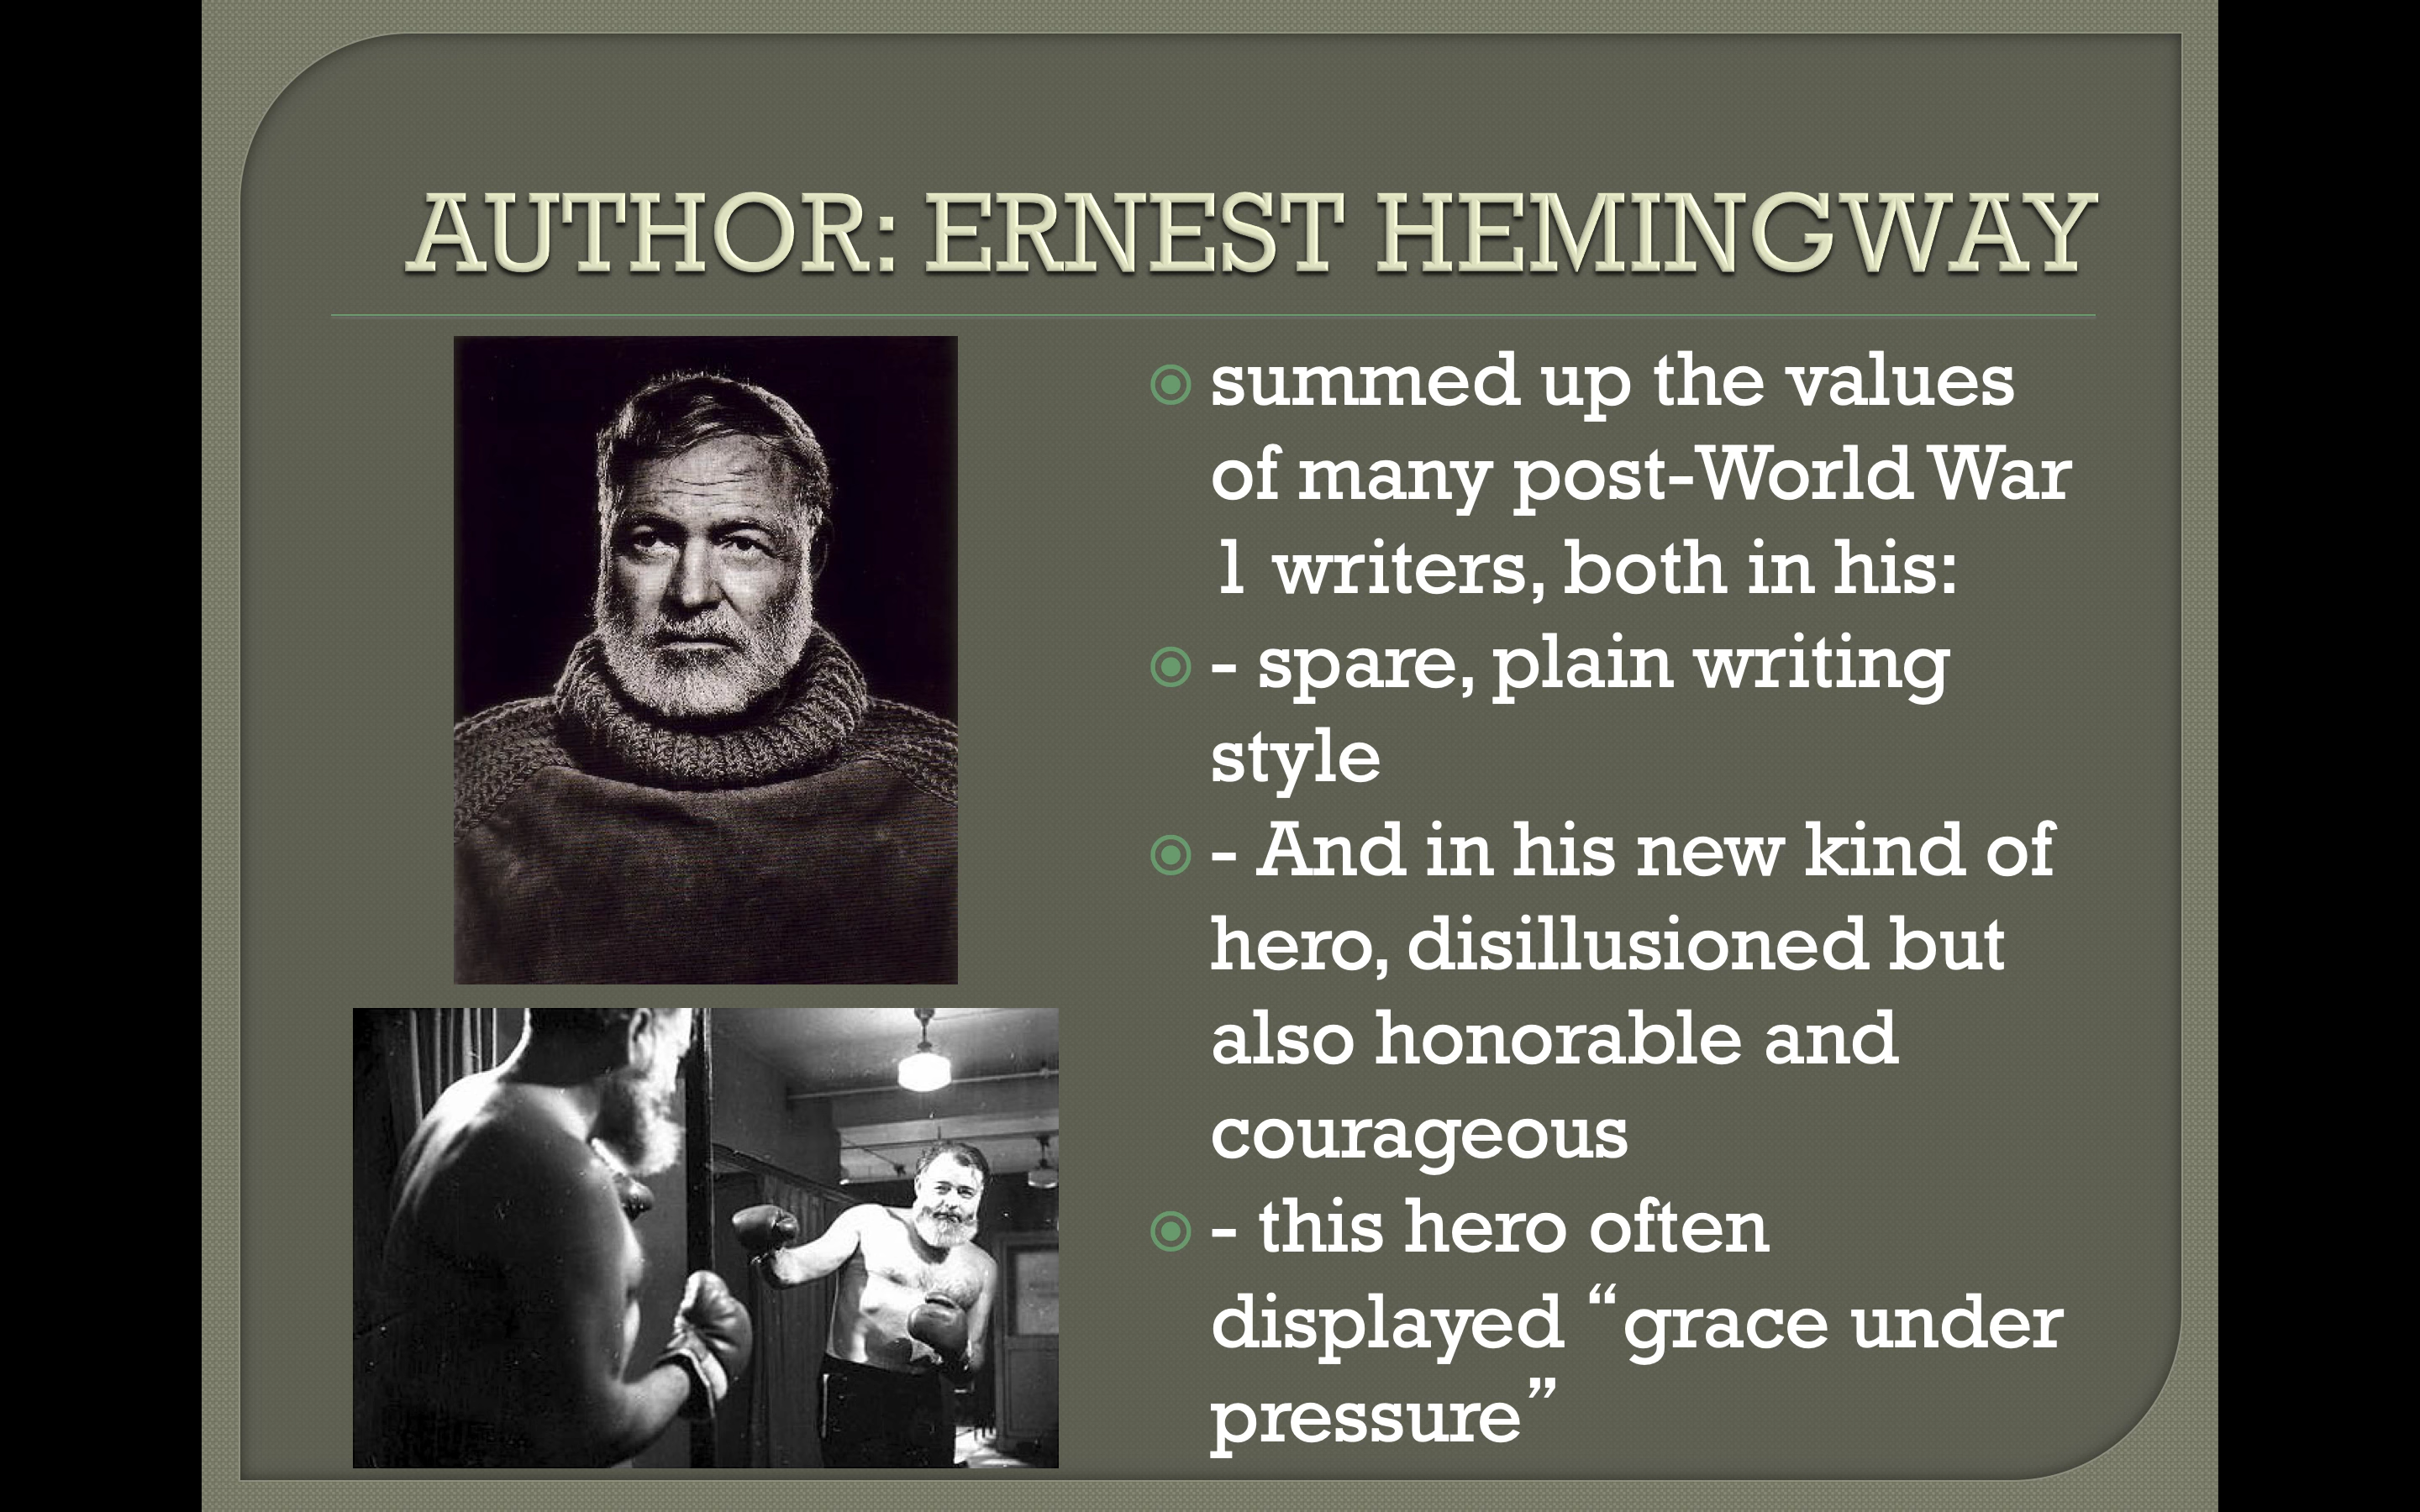 AUTHOR: ERNEST HEMINGWAY
summed up the values
of many post-World War
1 writers, both in his:
- spare, plain writing
style
- And in his new kind of
hero, disillusioned but
also honorable and
courageous
- this hero often
displayed “grace under
pressure”